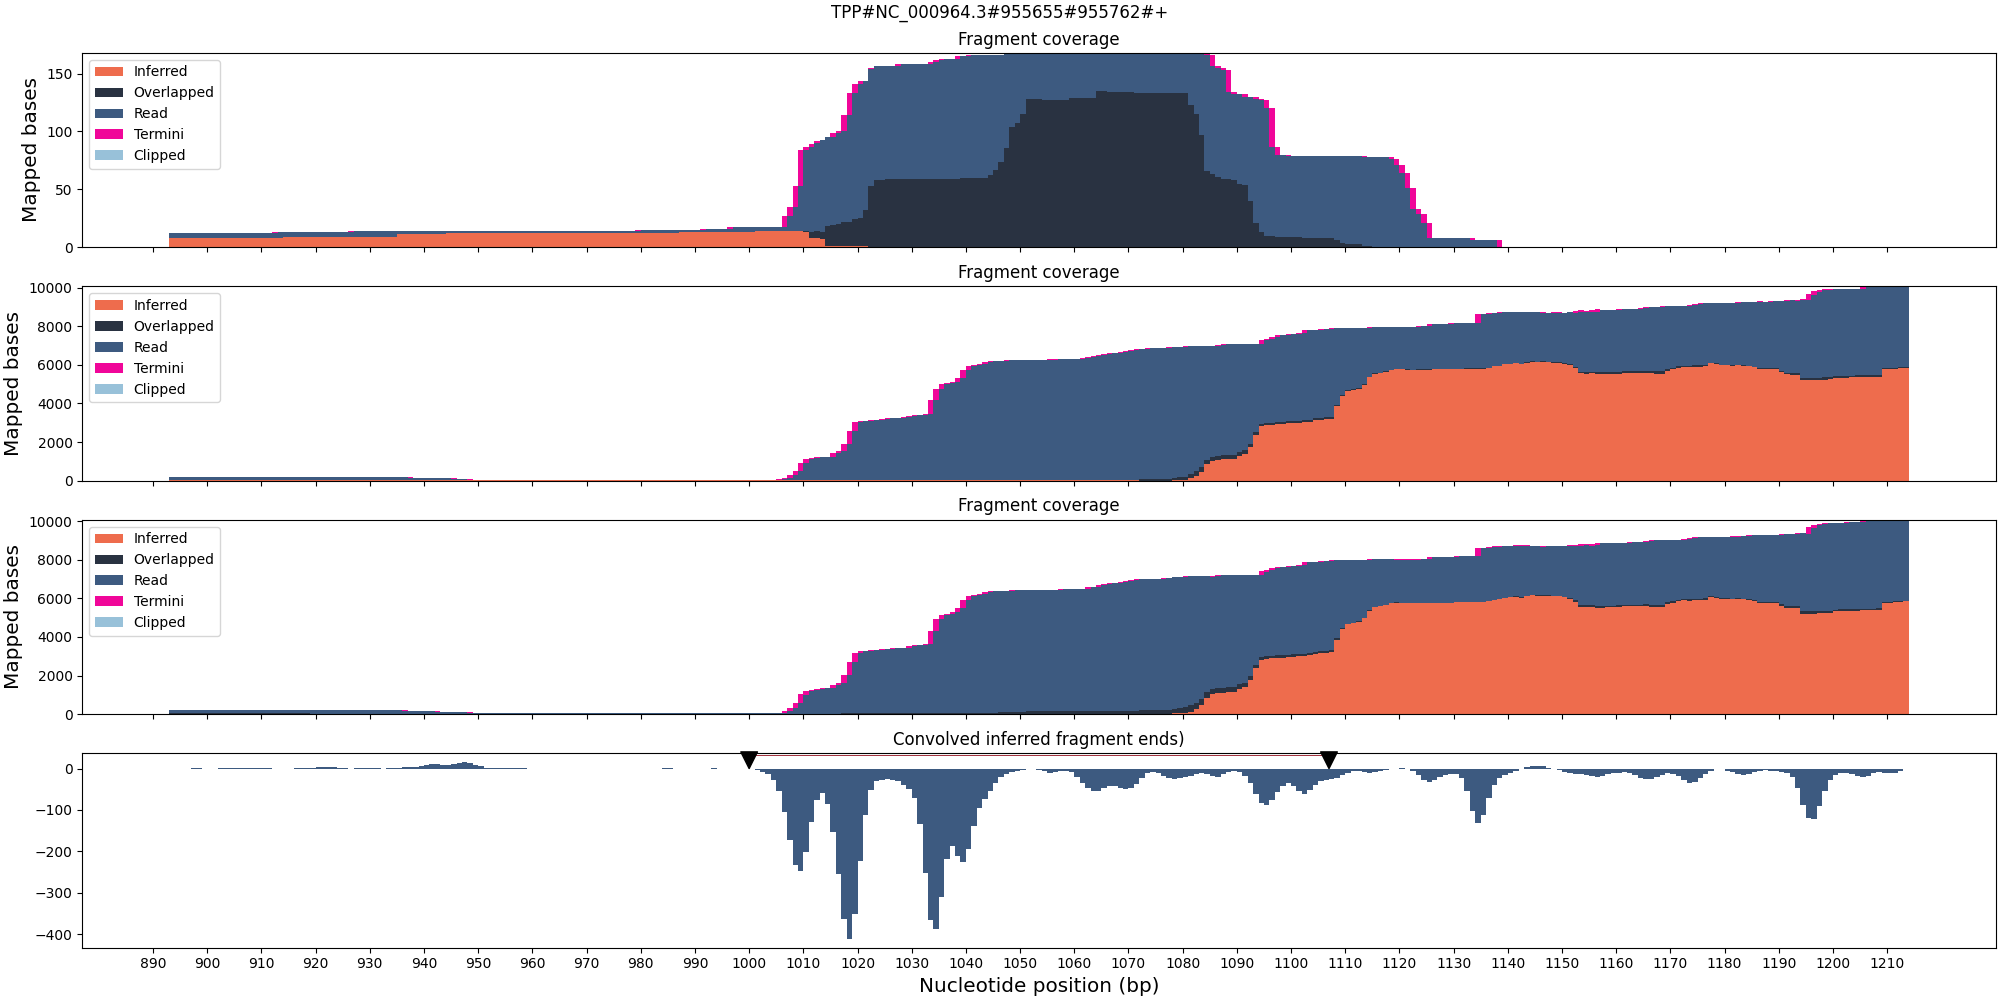 TPP#NC_000964.3#955655#955762#+
Fragment coverage
Mapped bases
150
100
50
0
Inferred
Overlapped
Read
Termini
Clipped
Fragment coverage
Mapped bases
10000
8000
6000
4000
2000
0
Inferred
Overlapped
Read
Termini
Clipped
Fragment coverage
Mapped bases
10000
8000
6000
4000
2000
0
Inferred
Overlapped
Read
Termini
Clipped
Convolved inferred fragment ends)
0
−100
−200
−300
−400
890 900 910 920 930 940 950 960 970 980 990 1000 1010 1020 1030 1040 1050 1060 1070 1080 1090 1100 1110 1120 1130 1140 1150 1160 1170 1180 1190 1200 1210
Nucleotide position (bp)